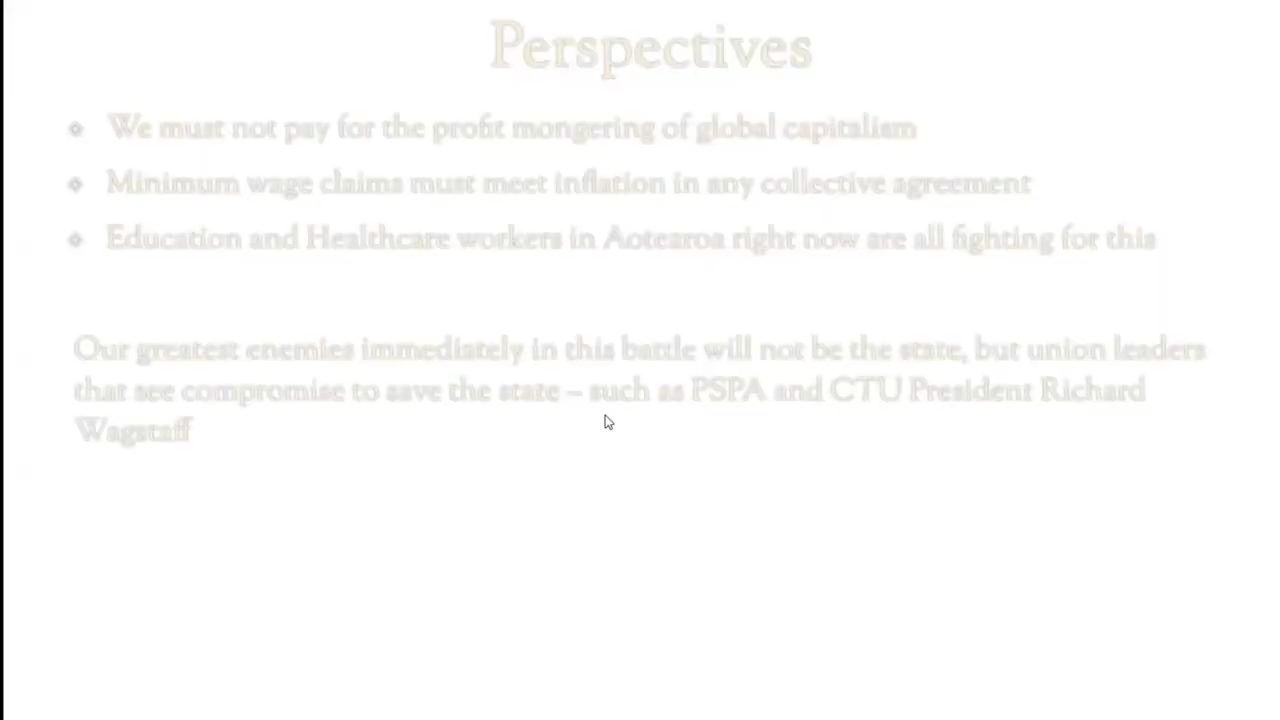 Perspectives
We must not pay for the profit mongering of global capitalism
Minimum wage claims must meet inflation in any collective agreement
Education and Healthcare workers in Aotearoa right now are all fighting for this
Our greatest enemies immediately in this battle will not be the state, but union leaders
that see compromise to save the state – such as PSPA and CTU President Richard
Wagstaff